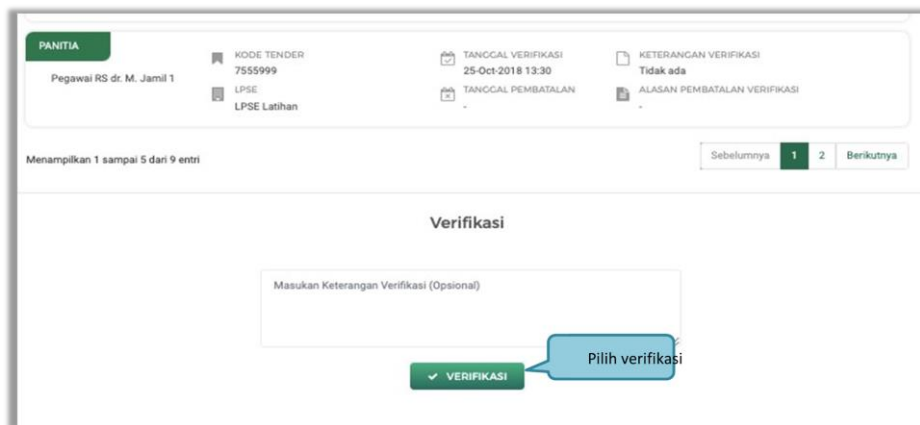 PANITIA
Pegawai RS dr. M. Jamil 1
KODE TENDER
7555999
LPSE
LPSE Latihan
TANGGAL VERIFIKASI
25-Oct-2018 13:30
TANGGAL PEMBATALAN
-
KETERANGAN VERIFIKASI
Tidak ada
ALASAN PEMBATALAN VERIFIKASI
-
Menampilkan 1 sampai 5 dari 9 entri
Sebelumnya 1 2 Berikutnya
Verifikasi
Masukan Keterangan Verifikasi (Opsional)
Pilih verifikasi
VERIFIKASI